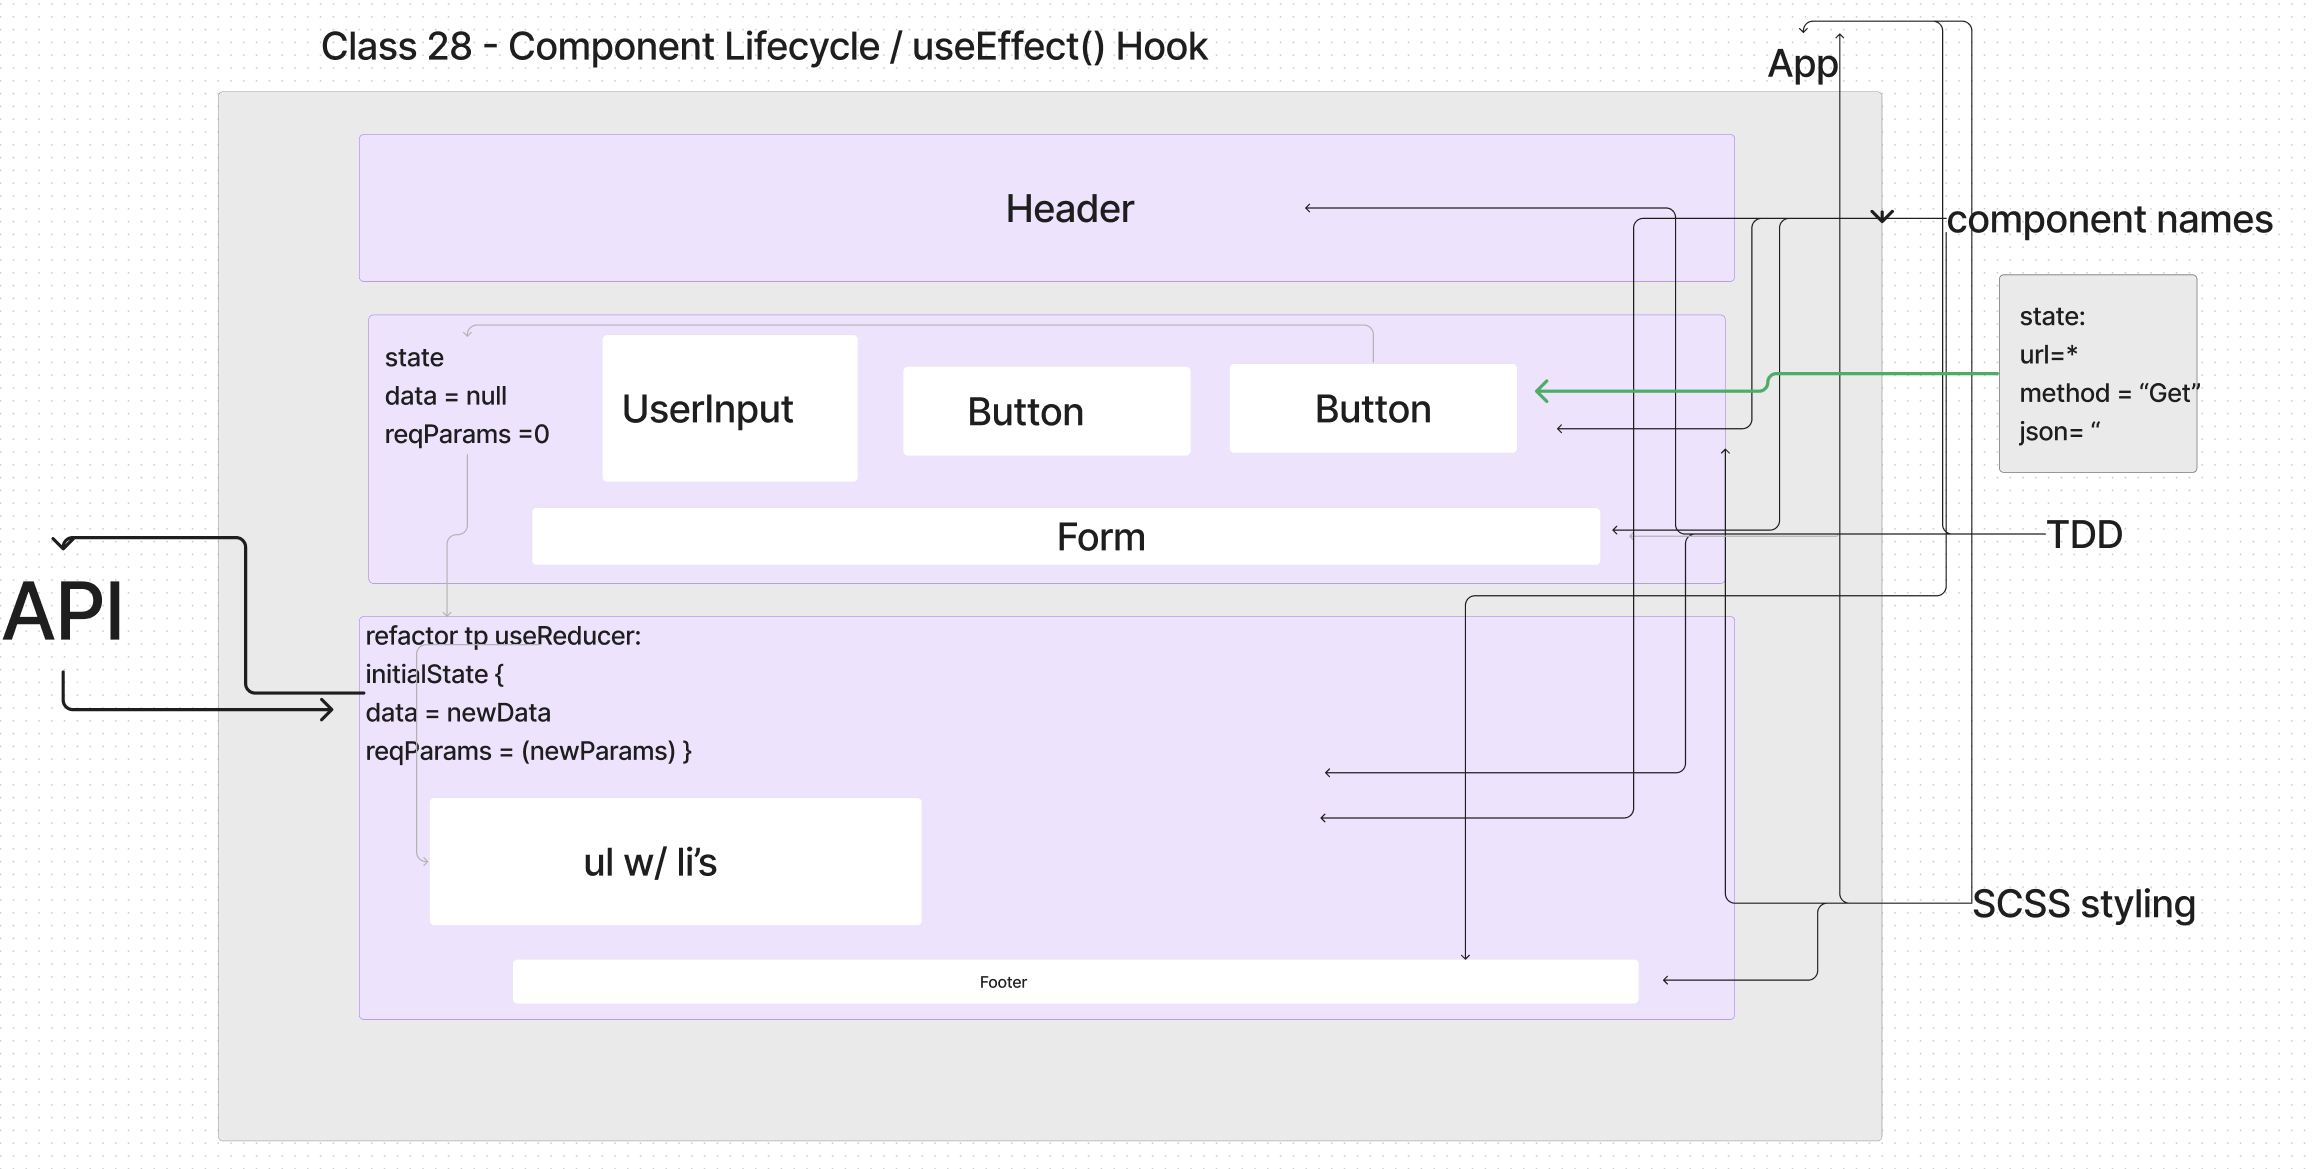 Class 28 - Component Lifecycle / useEffect() Hook
App
Header
component names
state:
url=*
method = “Get”
json= “
state
data = null
reqParams =0
UserInput
Button
Button
Form
TDD
API
refactor tp useReducer:
initialState {
data = newData
reqParams = (newParams) }
ul w/ li’s
SCSS styling
Footer